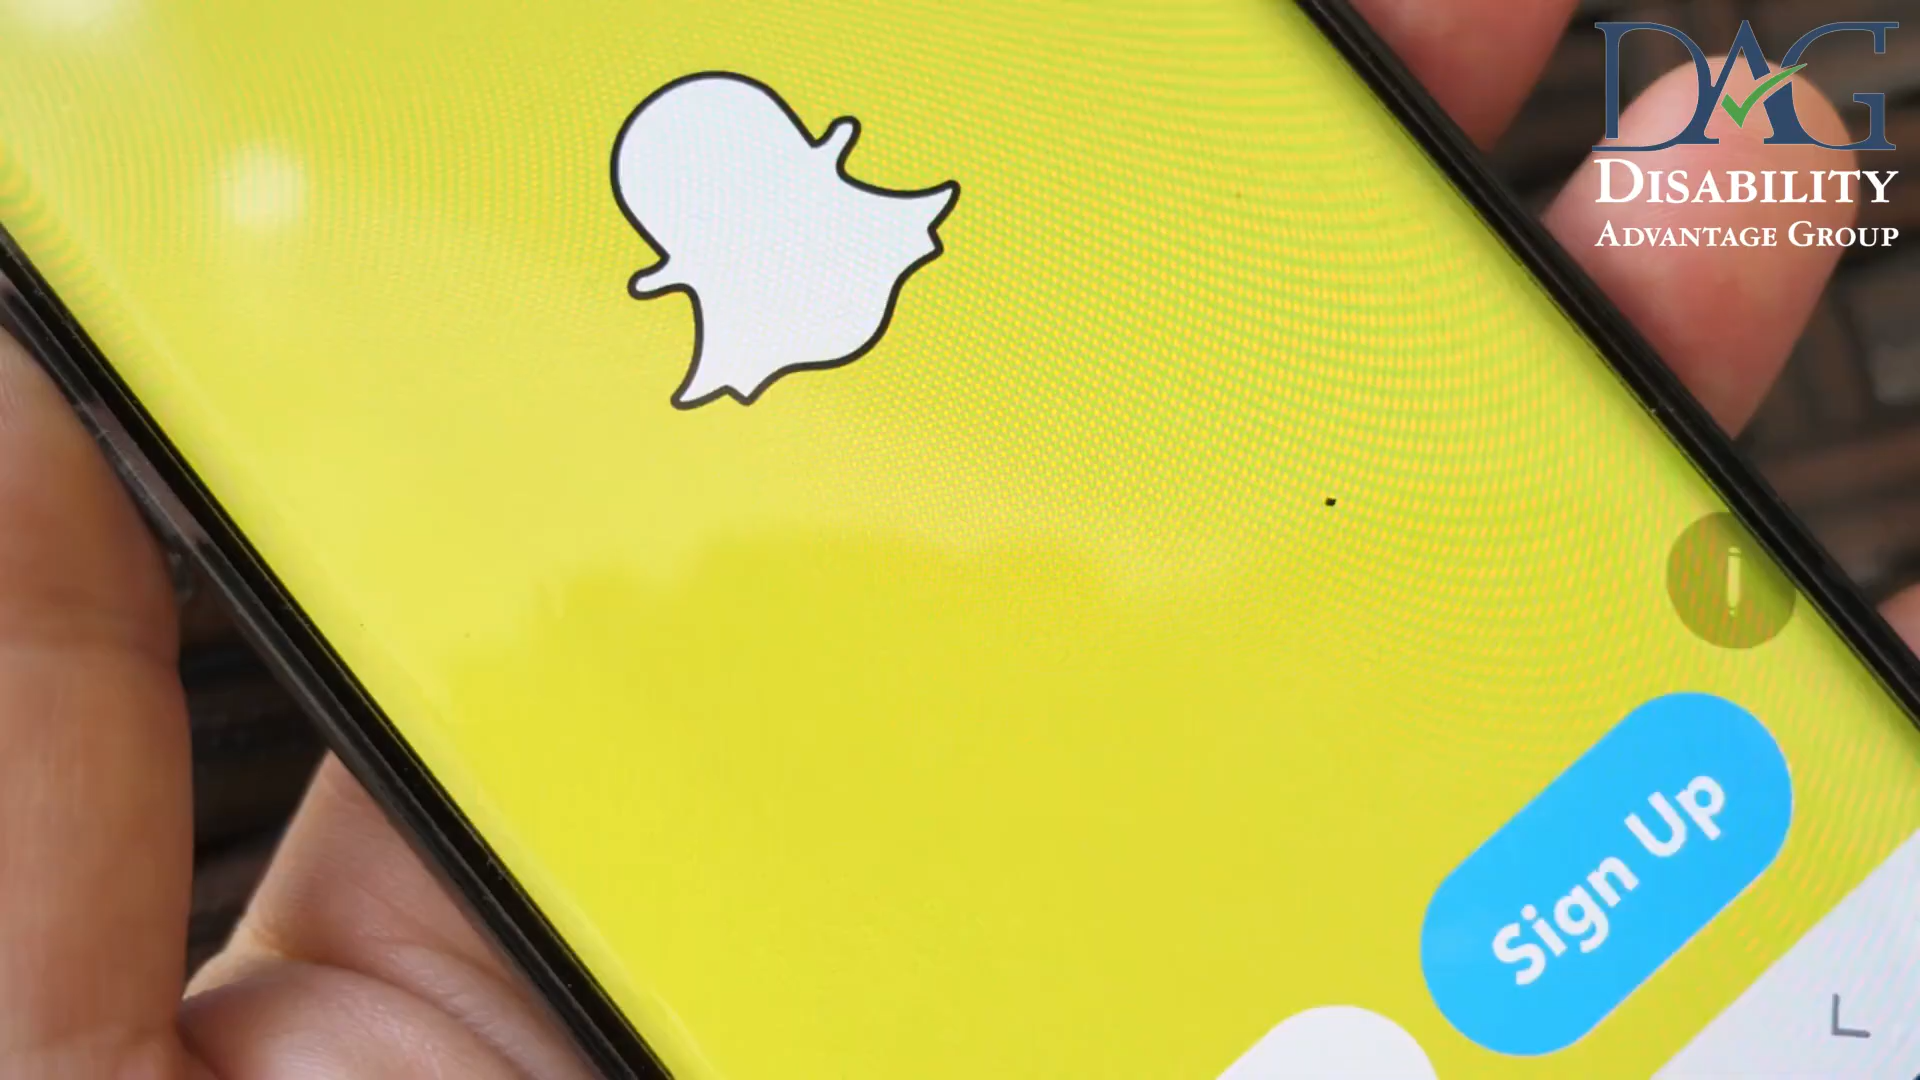 DAG
DISABILITY
ADVANTAGE GROUP
i
Sign Up